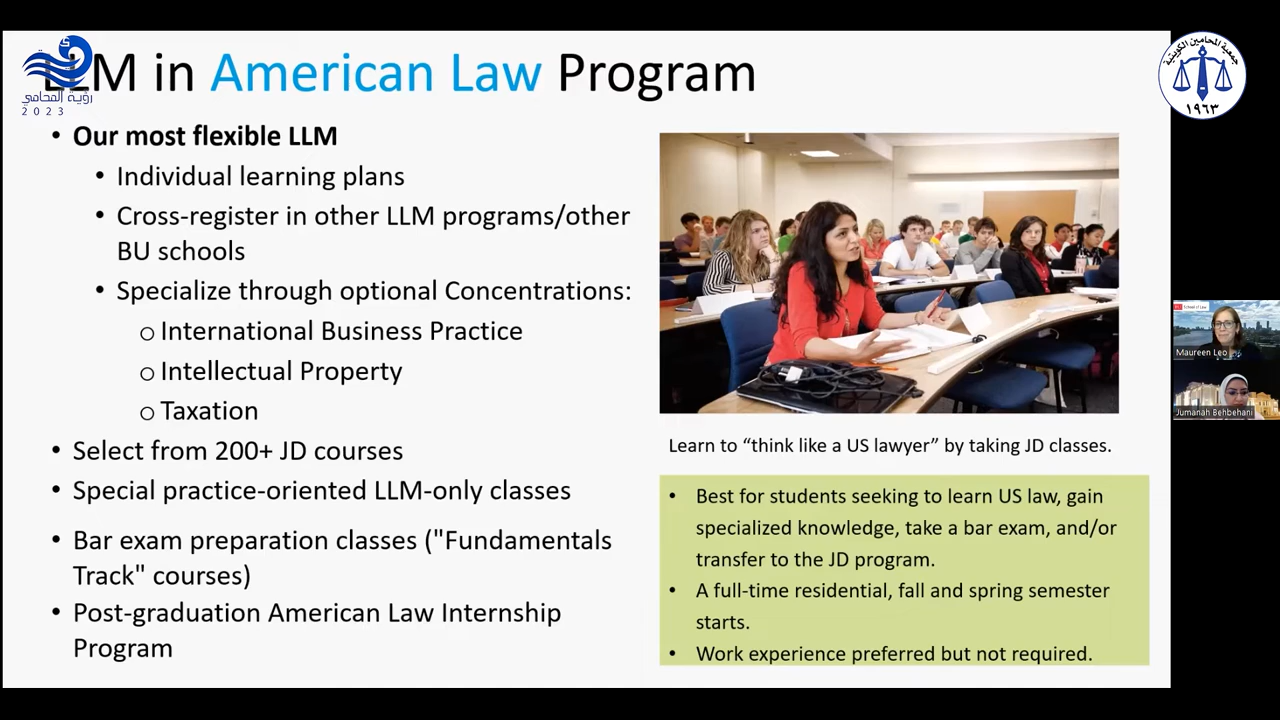 LLM in American Law Program
رؤية المحامي
2023
جمعية المحامين الكويتية
١٩٦٣
• Our most flexible LLM
• Individual learning plans
• Cross-register in other LLM programs/other
BU schools
• Specialize through optional Concentrations:
o International Business Practice
o Intellectual Property
o Taxation
• Select from 200+ JD courses
• Special practice-oriented LLM-only classes
• Bar exam preparation classes ("Fundamentals
Track" courses)
• Post-graduation American Law Internship
Program
Learn to “think like a US lawyer” by taking JD classes.
• Best for students seeking to learn US law, gain
specialized knowledge, take a bar exam, and/or
transfer to the JD program.
• A full-time residential, fall and spring semester
starts.
• Work experience preferred but not required.
School of Law
Maureen Leo
Jumanah Behbehani